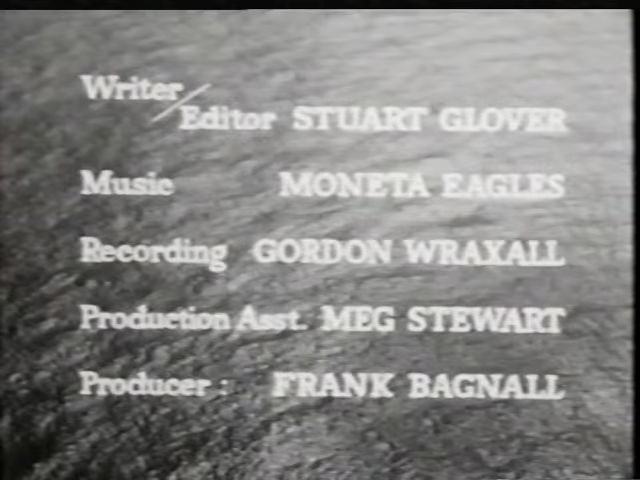 Writer/
Editor STUART GLOVER
Music MONETA EAGLES
Recording GORDON WRAXALL
Production Asst. MEG STEWART
Producer: FRANK BAGNALL